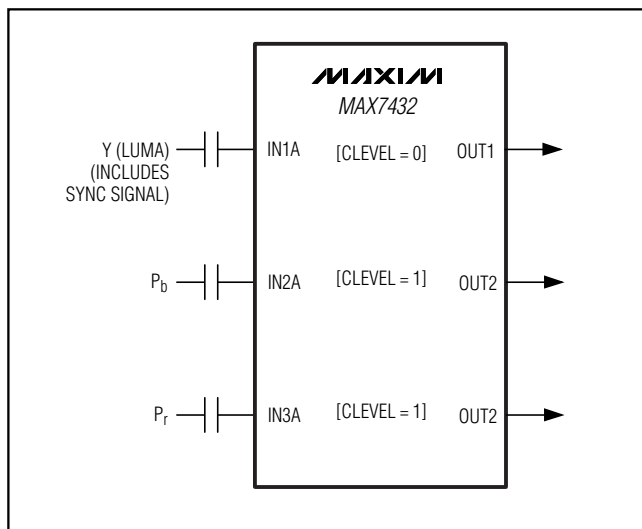 MAXIM
MAX7432
Y (LUMA)
(INCLUDES
SYNC SIGNAL)
IN1A
[CLEVEL = 0]
OUT1
Pb
IN2A
[CLEVEL = 1]
OUT2
Pr
IN3A
[CLEVEL = 1]
OUT2